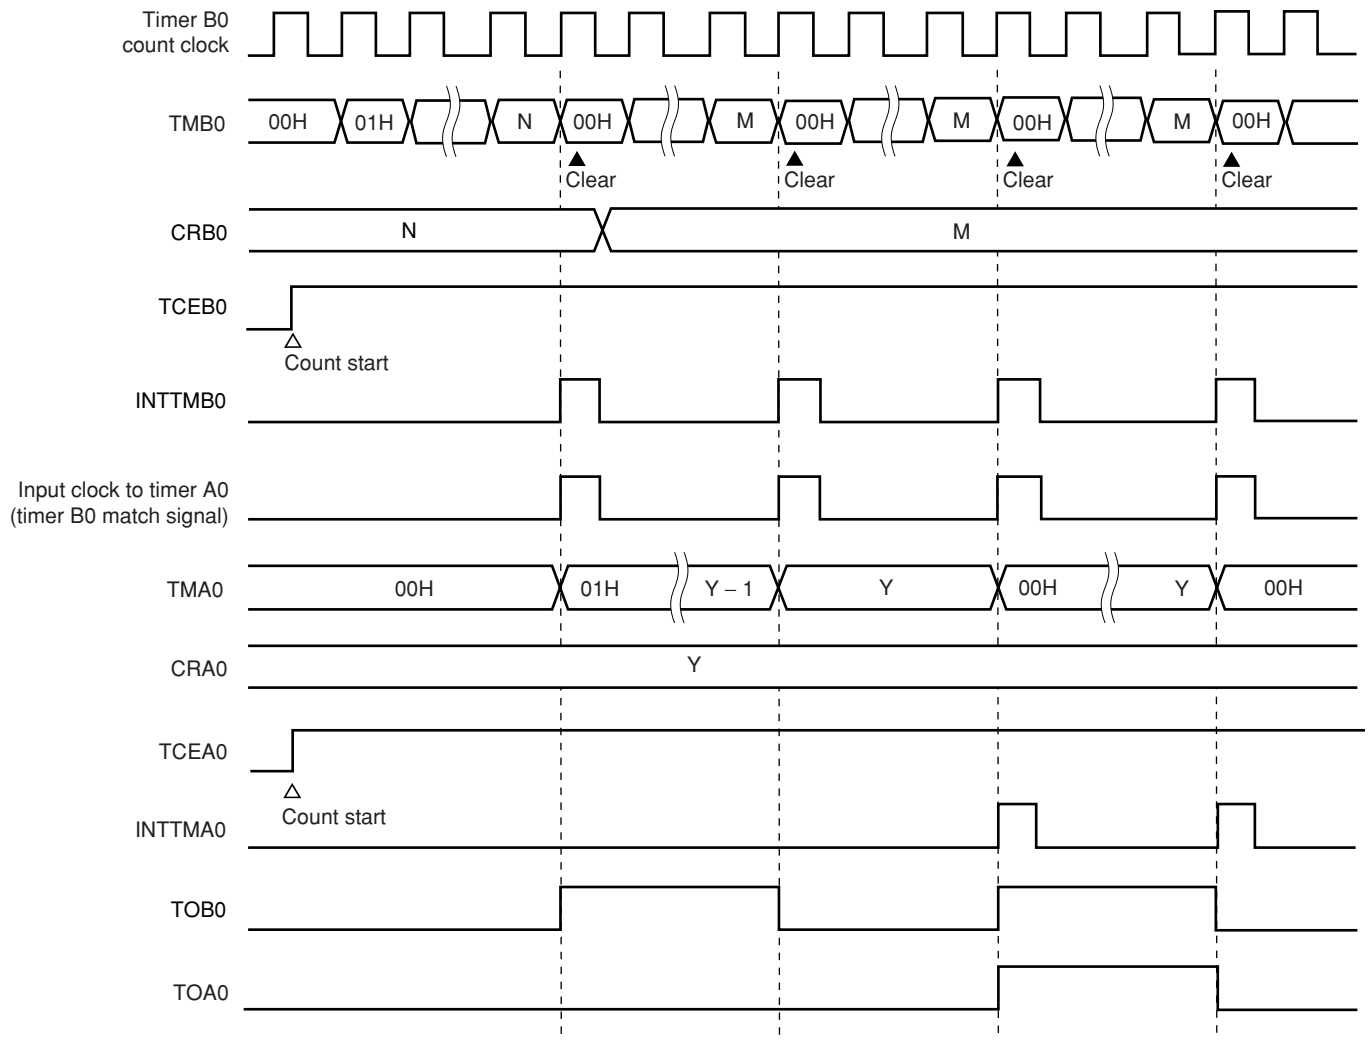 Timer B0
count clock
TMB0 00H 01H N 00H M 00H M 00H M 00H
Clear Clear Clear Clear
CRB0 N M
TCEB0
Count start
INTTMB0
Input clock to timer A0
(timer B0 match signal)
TMA0 00H 01H Y – 1 Y 00H Y 00H
CRA0 Y
TCEA0
Count start
INTTMA0
TOB0
TOA0